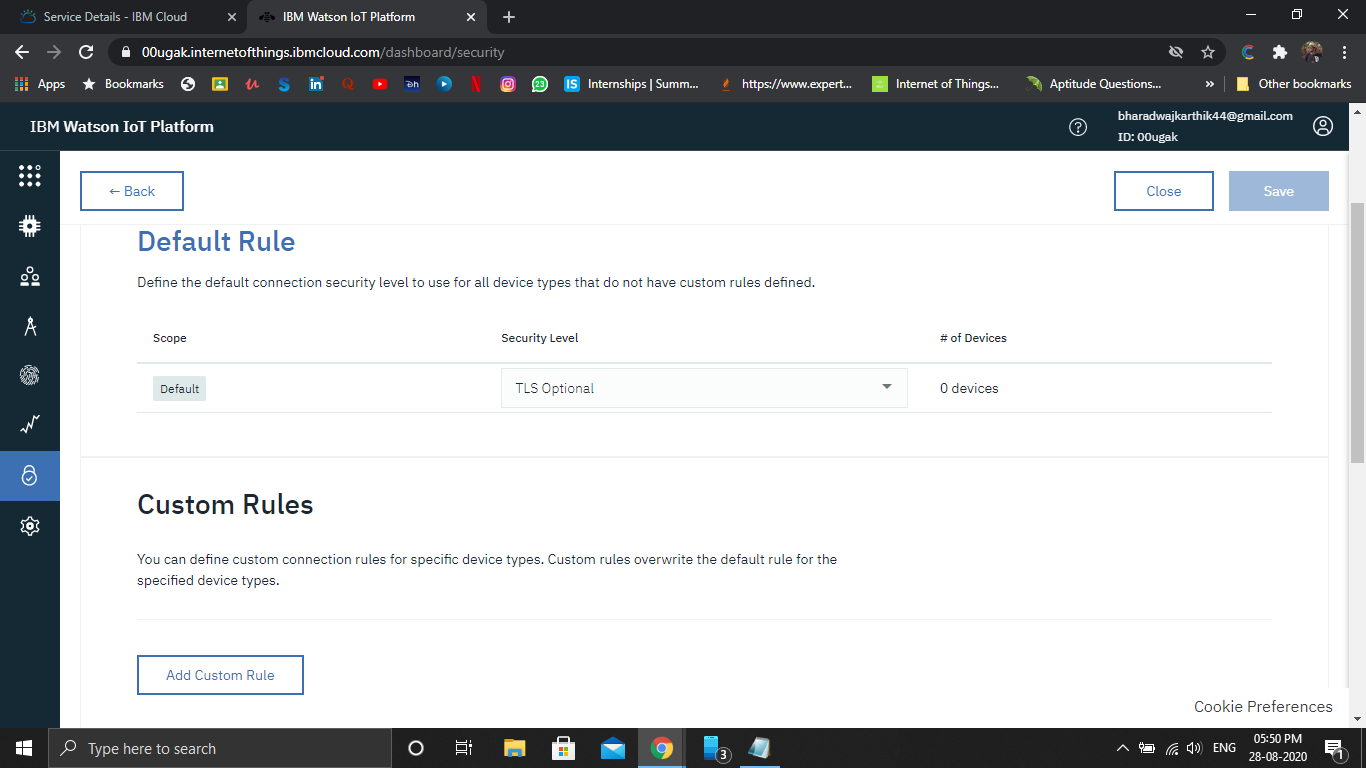 Service Details - IBM Cloud
IBM Watson IoT Platform
00ugak.internetofthings.ibmcloud.com/dashboard/security
Apps
Bookmarks
23
IS Internships | Summ...
https://www.expert...
Internet of Things...
Aptitude Questions...
»
Other bookmarks
IBM Watson IoT Platform
bharadwajkarthik44@gmail.com
ID: 00ugak
← Back
Close
Save
Default Rule
Define the default connection security level to use for all device types that do not have custom rules defined.
Scope Security Level # of Devices
Default TLS Optional 0 devices
Custom Rules
You can define custom connection rules for specific device types. Custom rules overwrite the default rule for the
specified device types.
Add Custom Rule
Cookie Preferences
Type here to search
3
ENG
05:50 PM
28-08-2020
1